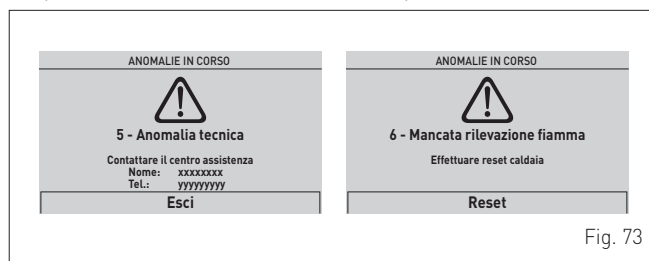 ANOMALIE IN CORSO
5 - Anomalia tecnica
Contattare il centro assistenza
Nome: xxxxxxxx
Tel.: yyyyyyyyy
Esci
ANOMALIE IN CORSO
6 - Mancata rilevazione fiamma
Effettuare reset caldaia
Reset
Fig. 73